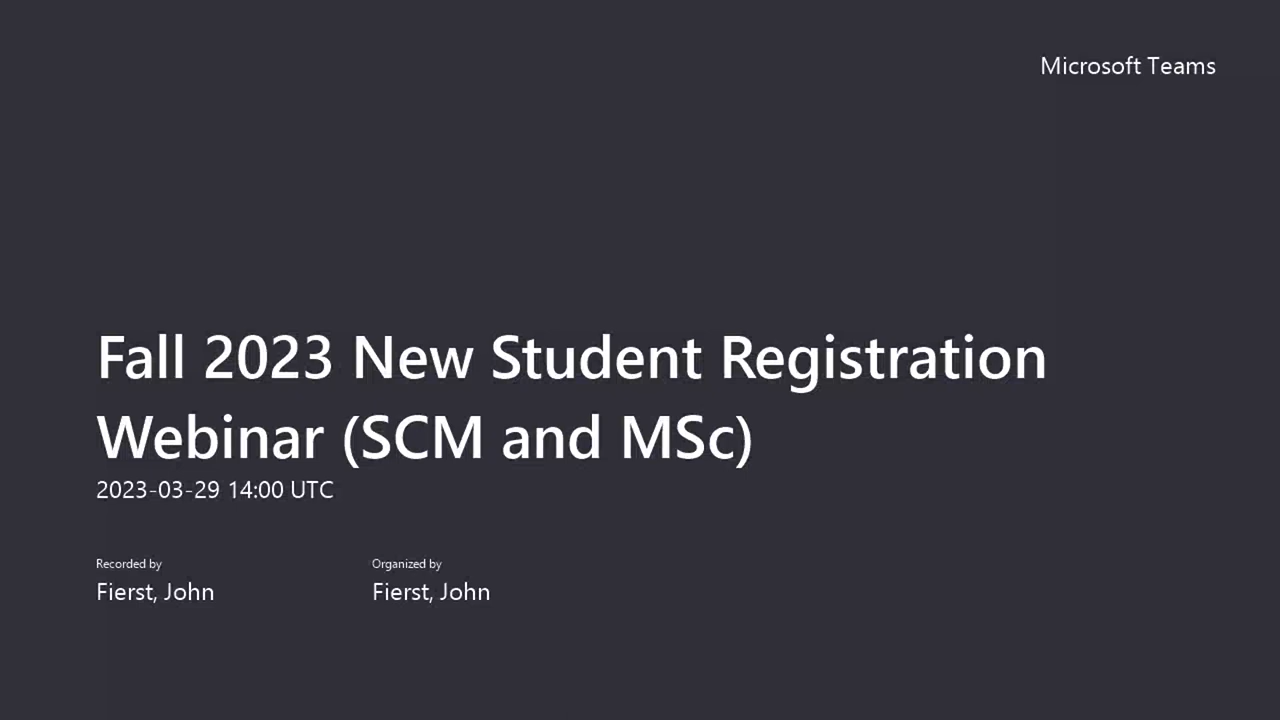 Microsoft Teams
Fall 2023 New Student Registration
Webinar (SCM and MSc)
2023-03-29 14:00 UTC
Recorded by
Fierst, John
Organized by
Fierst, John